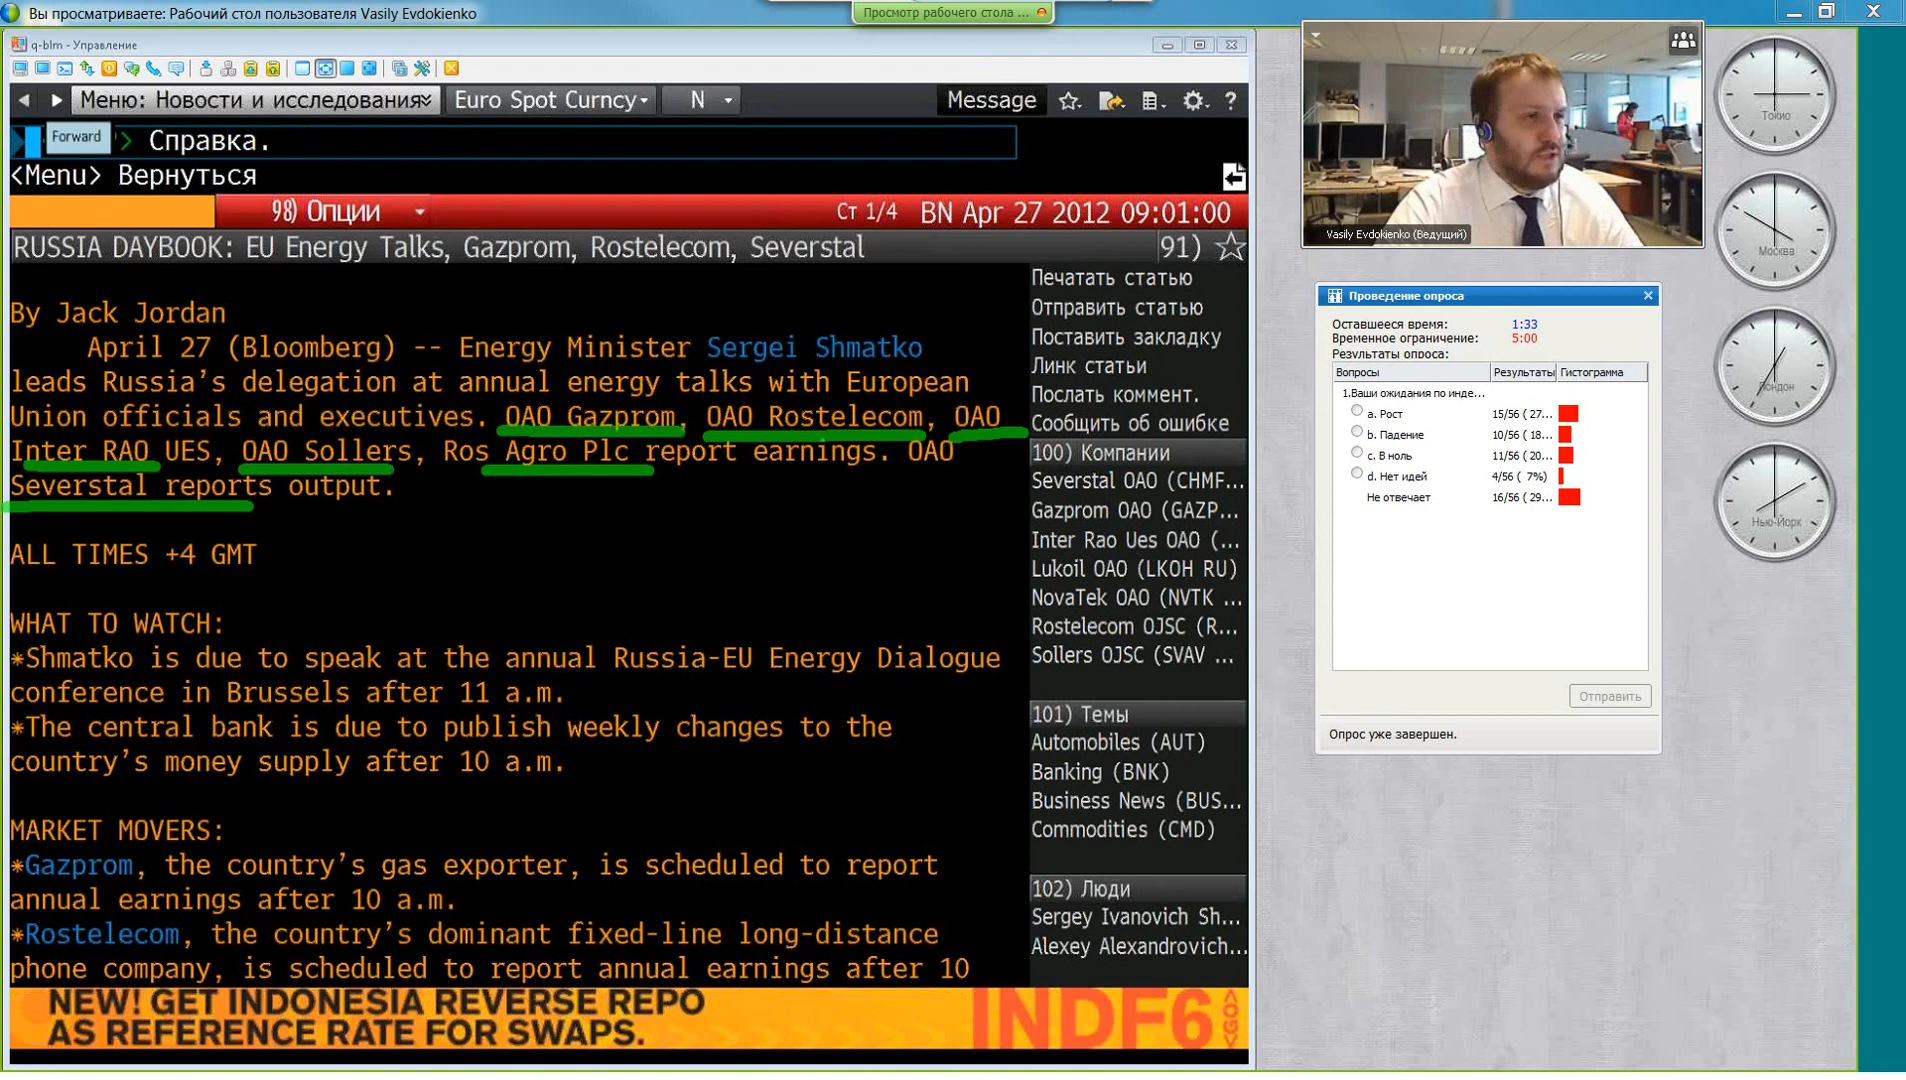 Вы просматриваете: Рабочий стол пользователя Vasily Evdokienko
Просмотр рабочего стола ...
q-blm - Управление
Меню: Новости и исследования
Euro Spot Curncy
N
Message
?
Forward
> Справка.
<Menu> Вернуться
98) Опции
Ст 1/4
BN Apr 27 2012 09:01:00
RUSSIA DAYBOOK: EU Energy Talks, Gazprom, Rostelecom, Severstal
91)
By Jack Jordan
April 27 (Bloomberg) -- Energy Minister Sergei Shmatko
leads Russia's delegation at annual energy talks with European
Union officials and executives. OAO Gazprom, OAO Rostelecom, OAO
Inter RAO UES, OAO Sollers, Ros Agro Plc report earnings. OAO
Severstal reports output.
ALL TIMES +4 GMT
WHAT TO WATCH:
*Shmatko is due to speak at the annual Russia-EU Energy Dialogue
conference in Brussels after 11 a.m.
*The central bank is due to publish weekly changes to the
country's money supply after 10 a.m.
MARKET MOVERS:
*Gazprom, the country's gas exporter, is scheduled to report
annual earnings after 10 a.m.
*Rostelecom, the country's dominant fixed-line long-distance
phone company, is scheduled to report annual earnings after 10
Печатать статью
Отправить статью
Поставить закладку
Линк статьи
Послать коммент.
Сообщить об ошибке
100) Компании
Severstal OAO (CHMF...
Gazprom OAO (GAZP...
Inter Rao Ues OAO (...
Lukoil OAO (LKOH RU)
NovaTek OAO (NVTK ...
Rostelecom OJSC (R...
Sollers OJSC (SVAV ...
101) Темы
Automobiles (AUT)
Banking (BNK)
Business News (BUS...
Commodities (CMD)
102) Люди
Sergey Ivanovich Sh...
Alexey Alexandrovich...
NEW! GET INDONESIA REVERSE REPO
AS REFERENCE RATE FOR SWAPS.
INDF6
<GO>
Vasily Evdokienko (Ведущий)
Проведение опроса
Оставшееся время: 1:33
Временное ограничение: 5:00
Результаты опроса:
Вопросы Результаты Гистограмма
1.Ваши ожидания по инде...
a. Рост 15/56 ( 27...
b. Падение 10/56 ( 18...
c. В ноль 11/56 ( 20...
d. Нет идей 4/56 ( 7%)
Не отвечает 16/56 ( 29...
Отправить
Опрос уже завершен.
Токио
Москва
Лондон
Нью-Йорк